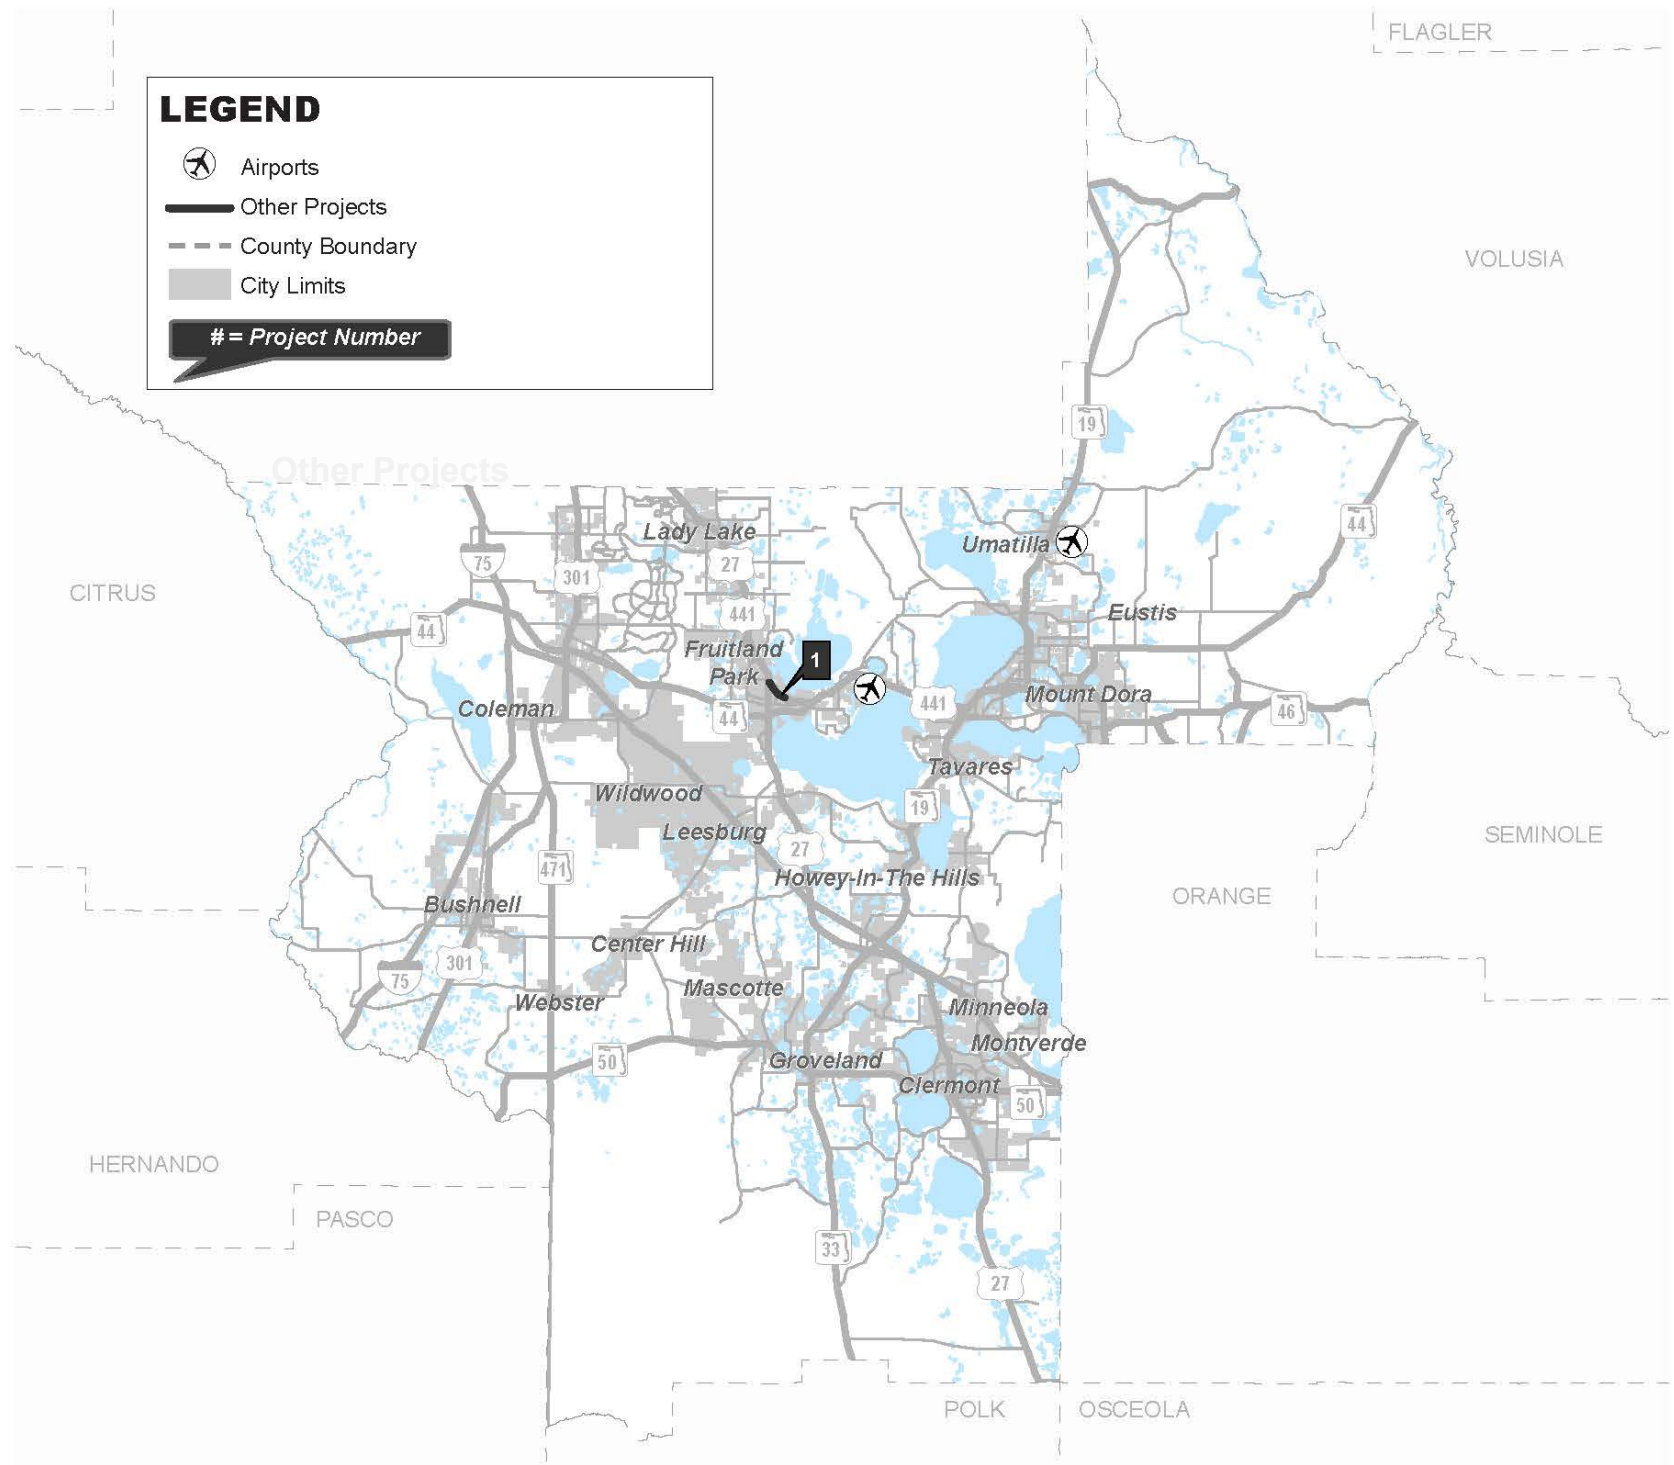 FLAGLER
LEGEND
Airports
Other Projects
County Boundary
City Limits
# = Project Number
VOLUSIA
19
Other Projects
44
Lady Lake
Umatilla
75
27
301
CITRUS
441
Eustis
44
Fruitland
Park
1
Mount Dora
441
Coleman
44
46
Tavares
Wildwood
19
Leesburg
SEMINOLE
27
471
Howey-In-The Hills
ORANGE
Bushnell
Center Hill
301
75
Mascotte
Webster
Minneola
Montverde
50
Groveland
Clermont
50
HERNANDO
PASCO
33
27
POLK
OSCEOLA